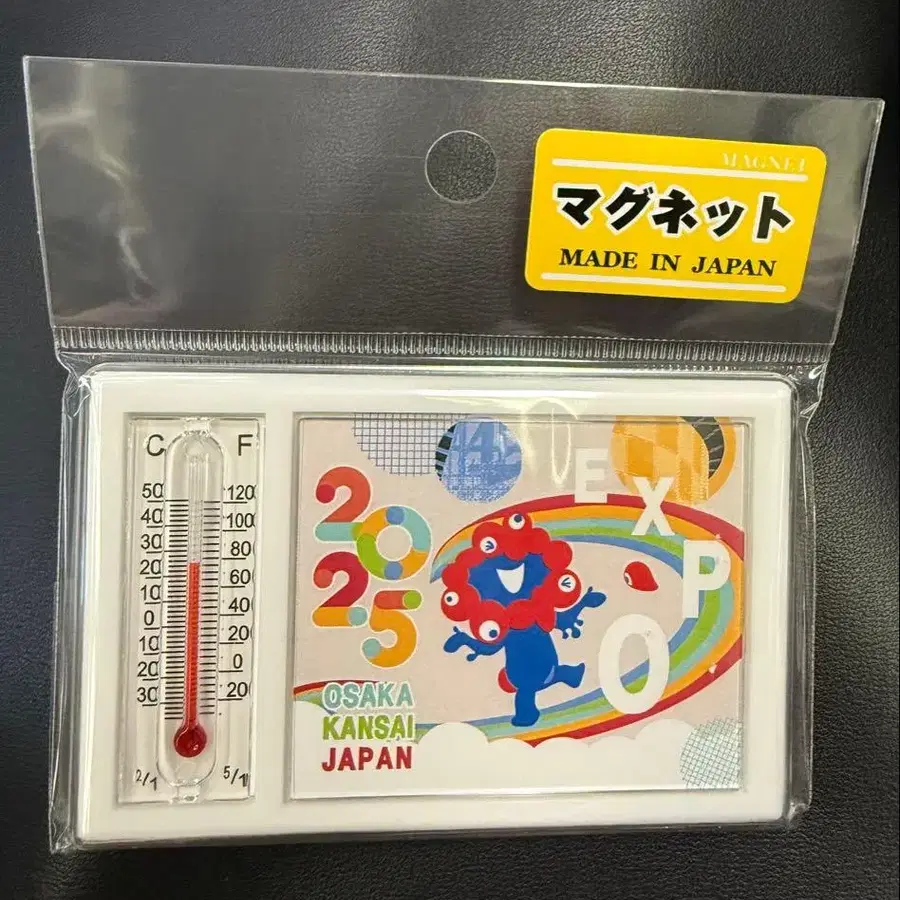 MAGNET
マグネット
MADE IN JAPAN
C F
50 120
40 100
30 80
20 60
10 40
0 20
10 0
20 20
30
2025
EXPO
OSAKA
KANSAI
JAPAN